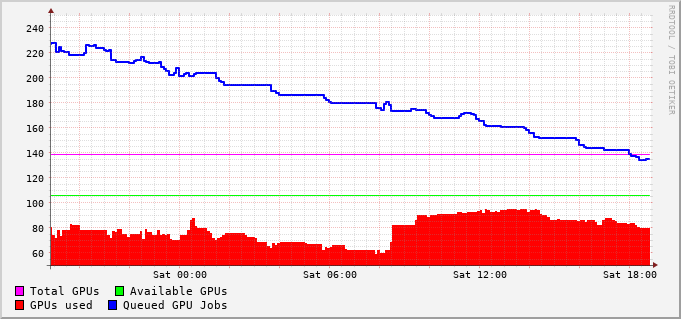 240
220
200
180
160
140
120
100
80
60
Sat 00:00 Sat 06:00 Sat 12:00 Sat 18:00
Total GPUs Available GPUs
GPUs used Queued GPU Jobs
RRDTOOL / TOBI OETIKER